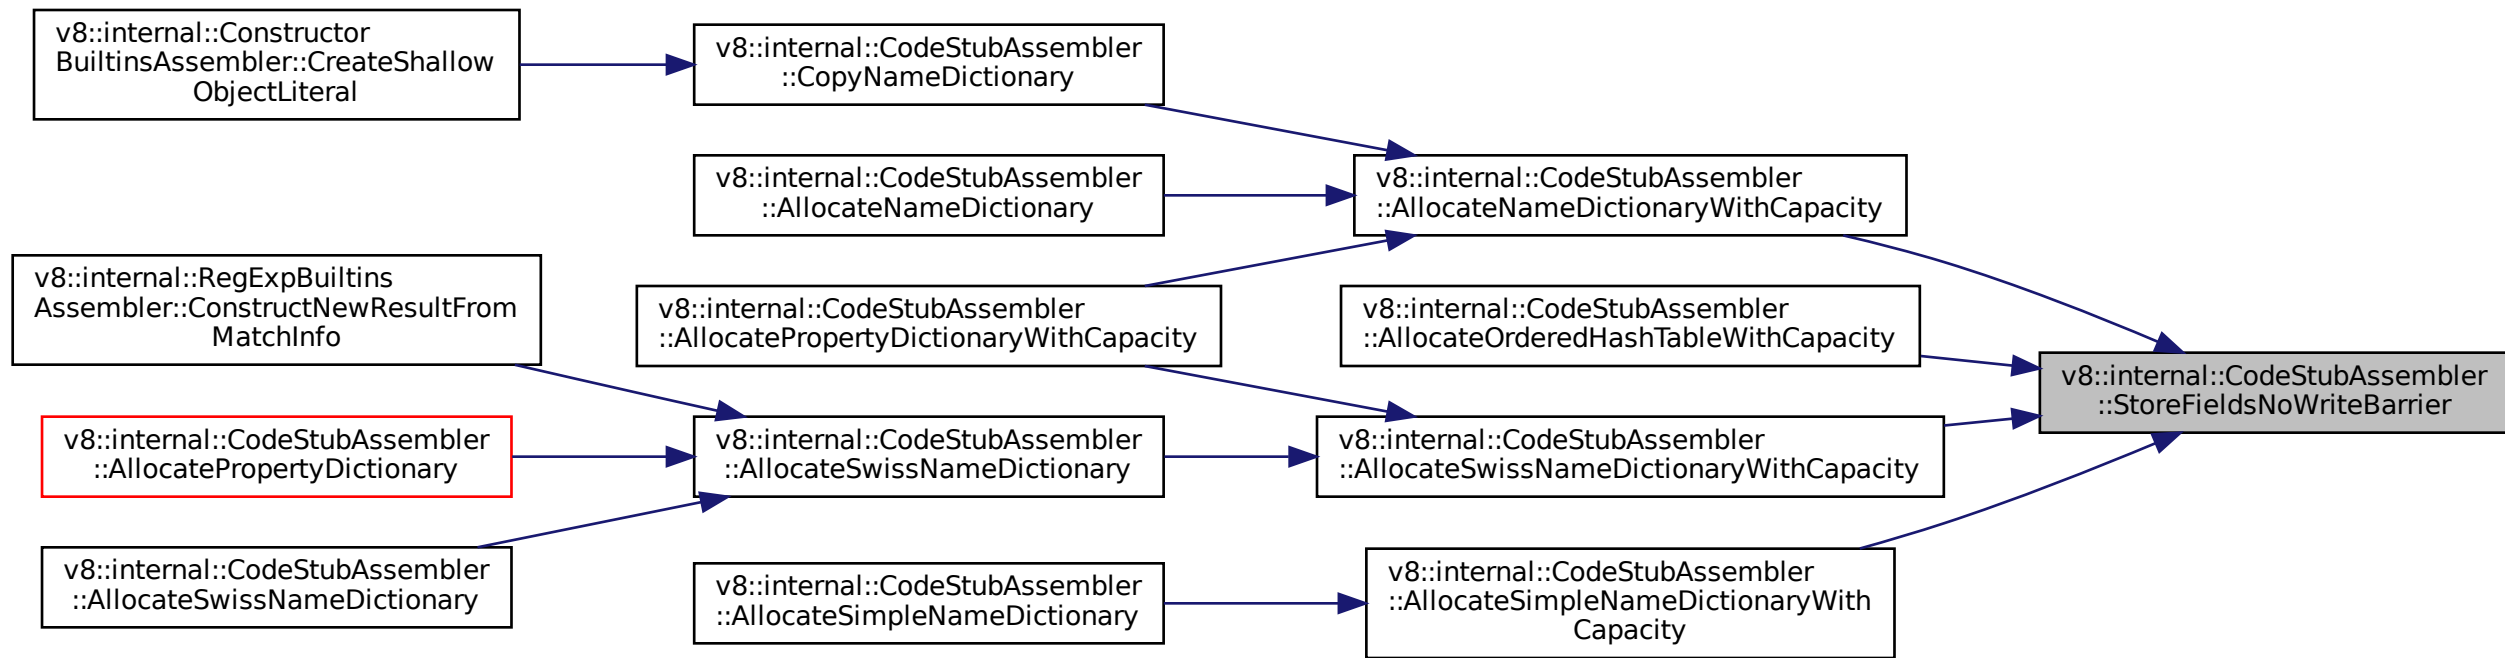 v8::internal::Constructor
BuiltinsAssembler::CreateShallow
ObjectLiteral
v8::internal::CodeStubAssembler
::CopyNameDictionary
v8::internal::CodeStubAssembler
::AllocateNameDictionary
v8::internal::CodeStubAssembler
::AllocateNameDictionaryWithCapacity
v8::internal::RegExpBuiltins
Assembler::ConstructNewResultFrom
MatchInfo
v8::internal::CodeStubAssembler
::AllocatePropertyDictionaryWithCapacity
v8::internal::CodeStubAssembler
::AllocateOrderedHashTableWithCapacity
v8::internal::CodeStubAssembler
::StoreFieldsNoWriteBarrier
v8::internal::CodeStubAssembler
::AllocatePropertyDictionary
v8::internal::CodeStubAssembler
::AllocateSwissNameDictionary
v8::internal::CodeStubAssembler
::AllocateSwissNameDictionaryWithCapacity
v8::internal::CodeStubAssembler
::AllocateSwissNameDictionary
v8::internal::CodeStubAssembler
::AllocateSimpleNameDictionary
v8::internal::CodeStubAssembler
::AllocateSimpleNameDictionaryWith
Capacity